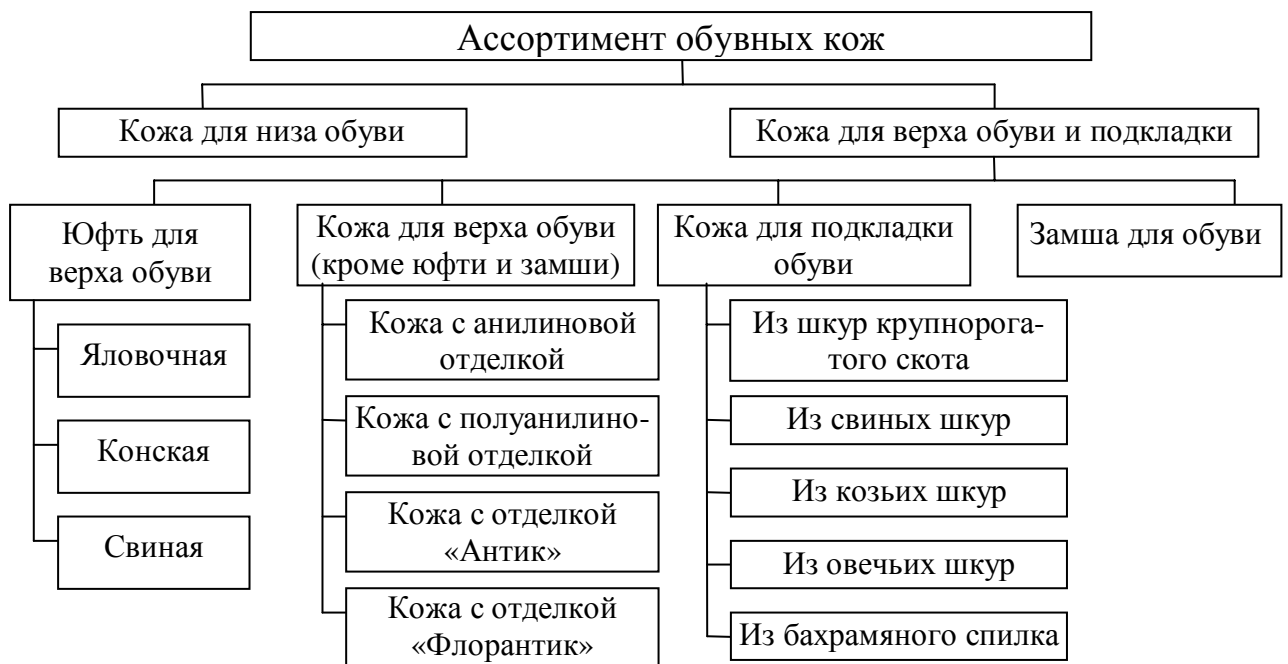 Ассортимент обувных кож
Кожа для низа обуви
Кожа для верха обуви и подкладки
Юфть для
верха обуви
Яловочная
Конская
Свиная
Кожа для верха обуви
(кроме юфти и замши)
Кожа с анилиновой
отделкой
Кожа с полуанилино-
вой отделкой
Кожа с отделкой
«Антик»
Кожа с отделкой
«Флорантик»
Кожа для подкладки
обуви
Из шкур крупнорога-
того скота
Из свиных шкур
Из козьих шкур
Из овечьих шкур
Из бахрамяного спилка
Замша для обуви